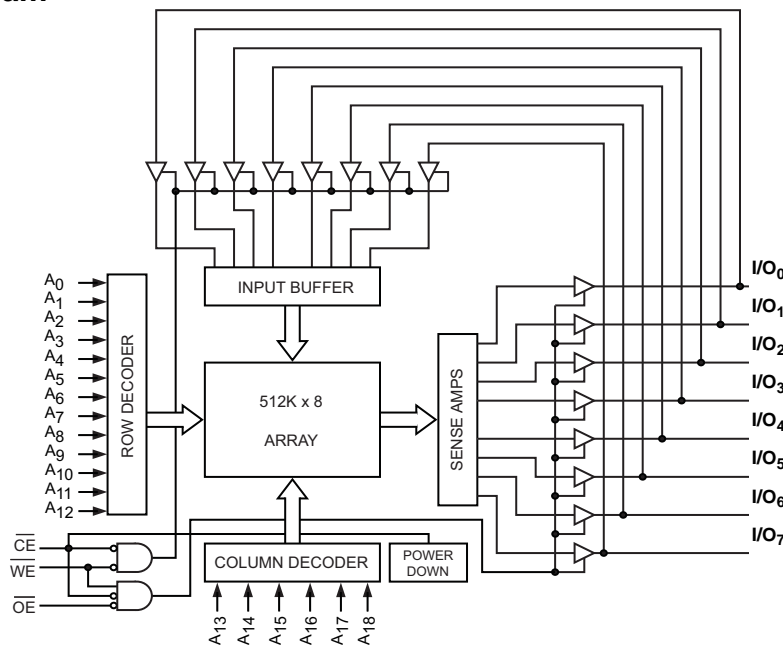 INPUT BUFFER
A0
A1
A2
A3
A4
A5
A6
A7
A8
A9
A10
A11
A12
ROW DECODER
512K x 8
ARRAY
SENSE AMPS
I/O0
I/O1
I/O2
I/O3
I/O4
I/O5
I/O6
I/O7
CE
WE
OE
COLUMN DECODER
POWER
DOWN
A13
A14
A15
A16
A17
A18